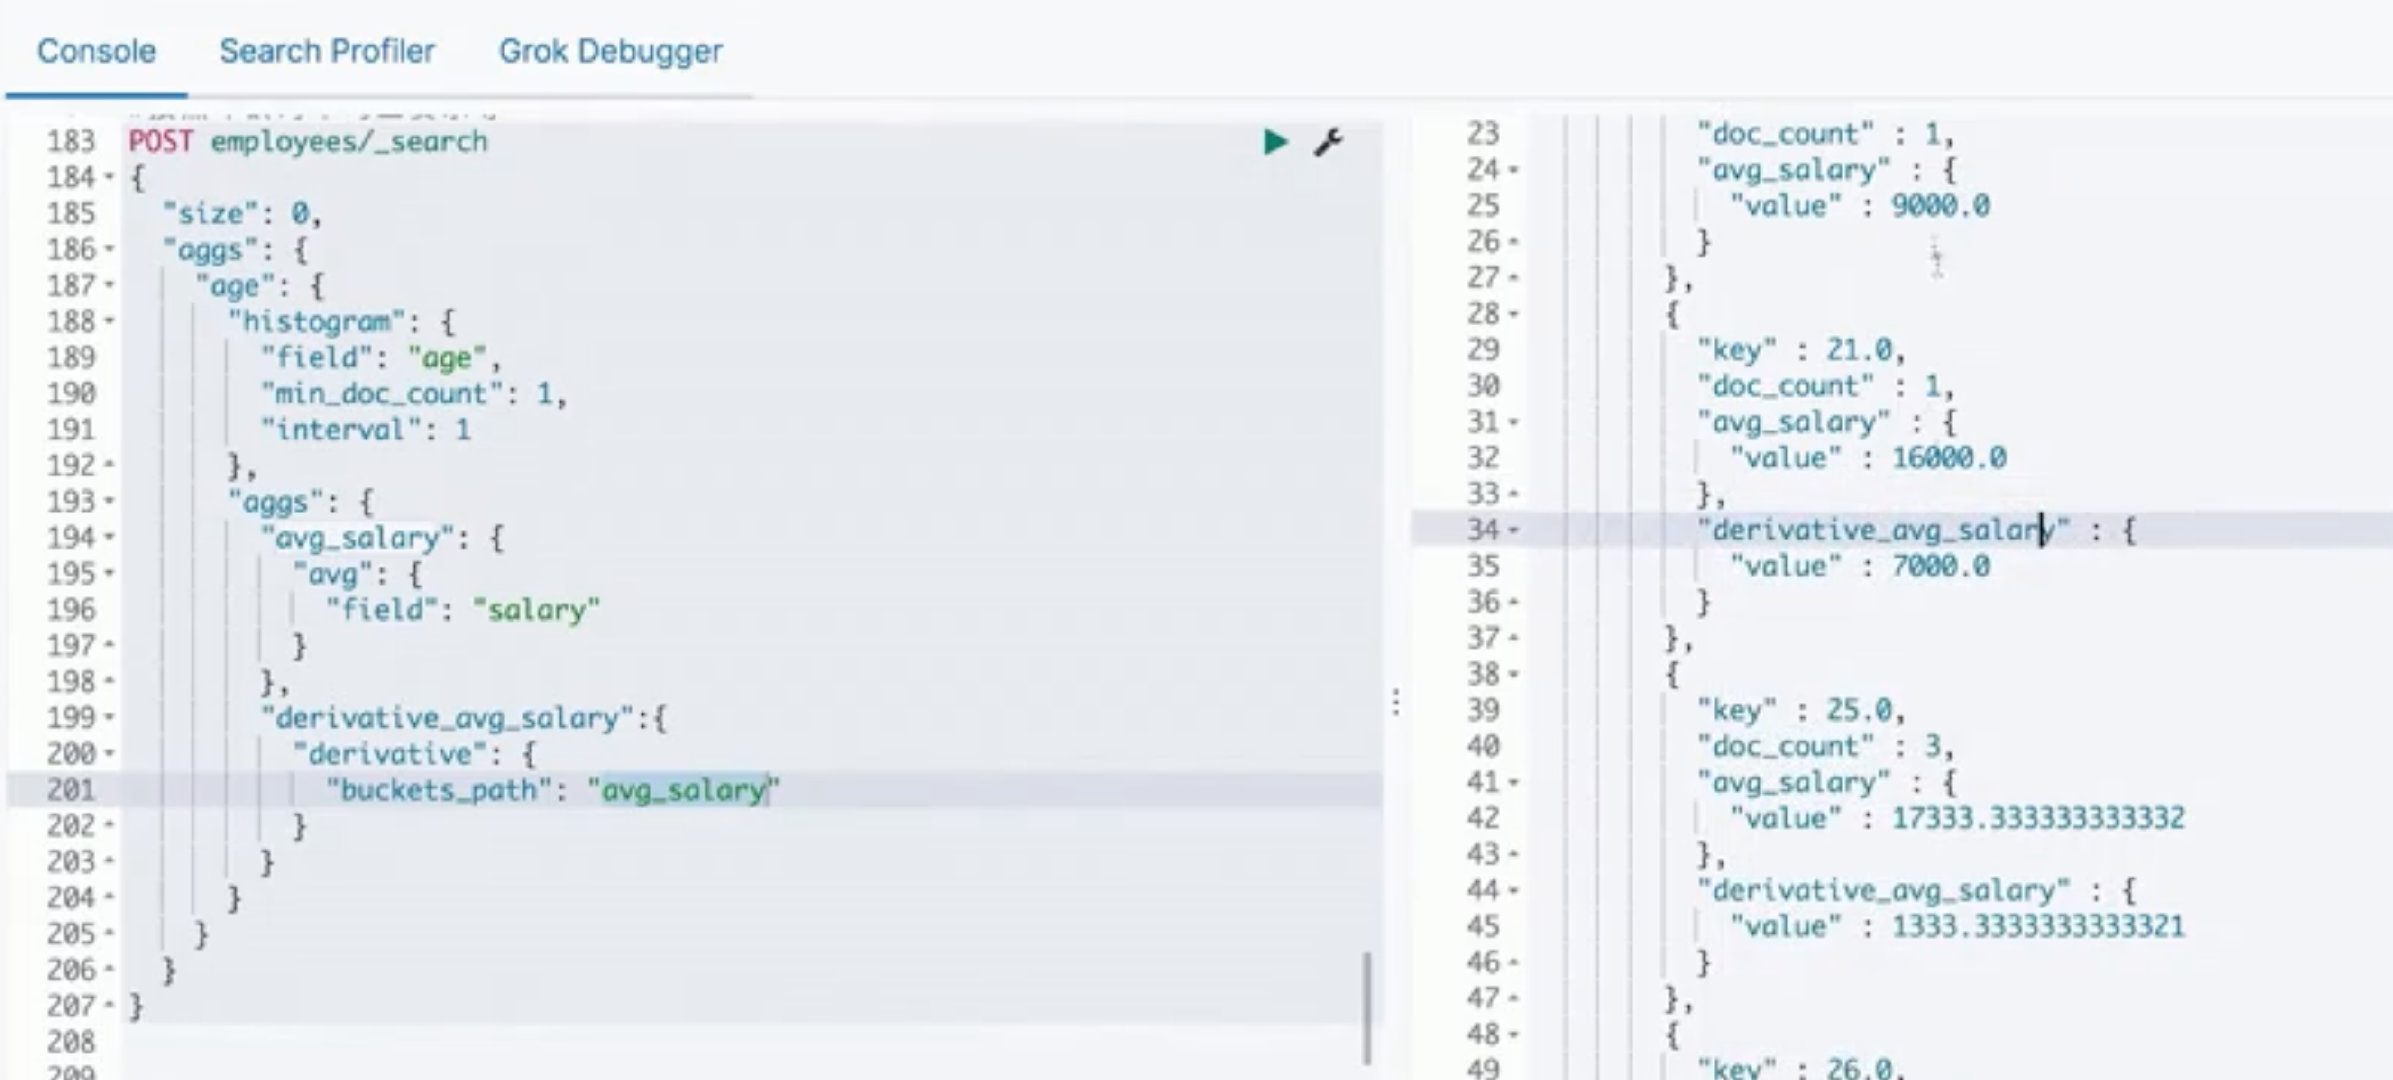 Console Search Profiler Grok Debugger
183 POST employees/_search
184 {
185 "size": 0,
186 "aggs": {
187 "age": {
188 "histogram": {
189 "field": "age",
190 "min_doc_count": 1,
191 "interval": 1
192 },
193 "aggs": {
194 "avg_salary": {
195 "avg": {
196 "field": "salary"
197 }
198 },
199 "derivative_avg_salary":{
200 "derivative": {
201 "buckets_path": "avg_salary"
202 }
203 }
204 }
205 }
206 }
207 }
208
209
23 "doc_count" : 1,
24 "avg_salary" : {
25 "value" : 9000.0
26 }
27 },
28 {
29 "key" : 21.0,
30 "doc_count" : 1,
31 "avg_salary" : {
32 "value" : 16000.0
33 },
34 "derivative_avg_salary" : {
35 "value" : 7000.0
36 }
37 },
38 {
39 "key" : 25.0,
40 "doc_count" : 3,
41 "avg_salary" : {
42 "value" : 17333.333333333332
43 },
44 "derivative_avg_salary" : {
45 "value" : 1333.3333333333321
46 }
47 },
48 {
49 "key" : 26.0,